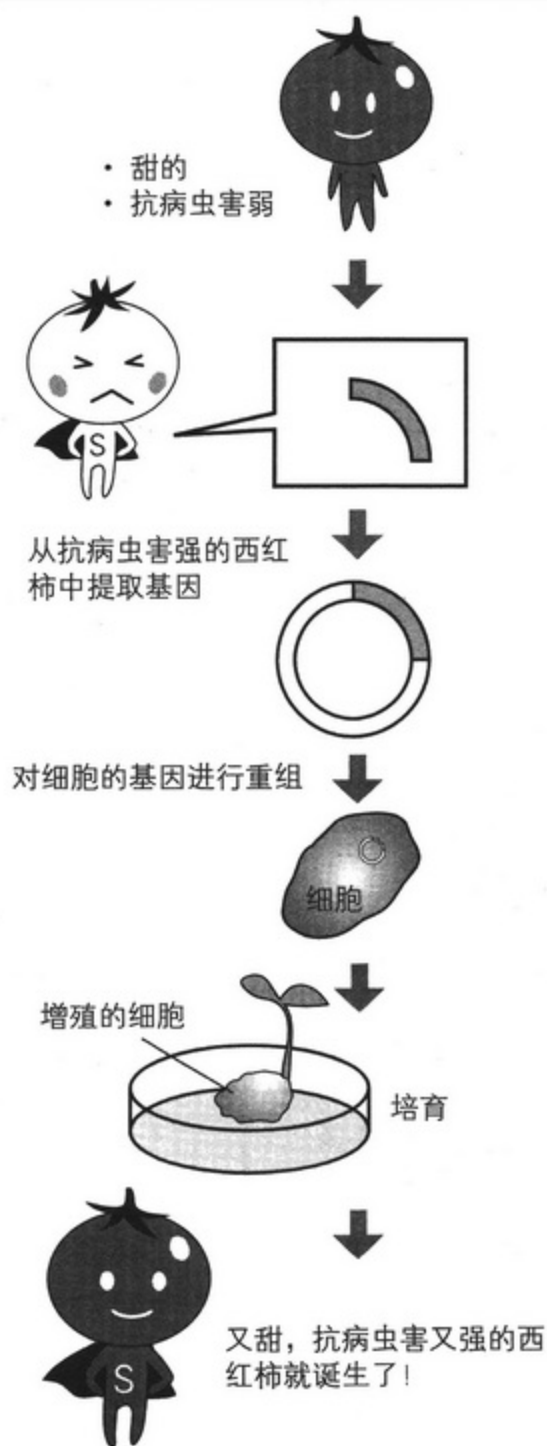 · 甜的
· 抗病虫害弱
S
从抗病虫害强的西红
柿中提取基因
对细胞的基因进行重组
细胞
增殖的细胞
培育
又甜，抗病虫害又强的西
红柿就诞生了！
S